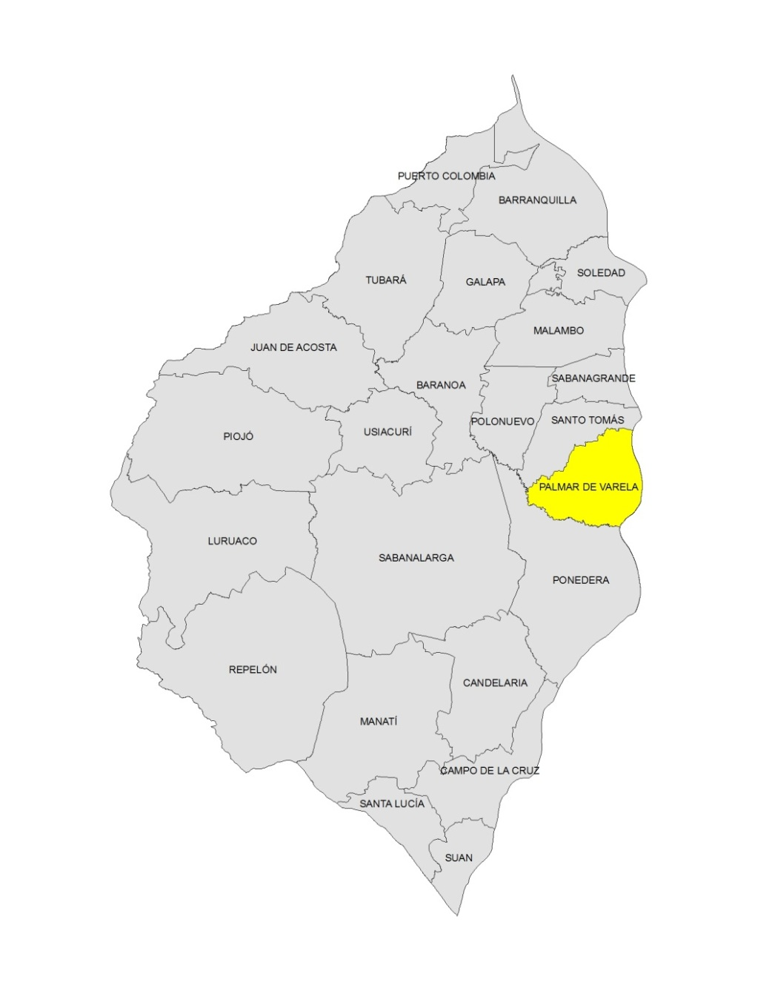 PUERTO COLOMBIA
BARRANQUILLA
SOLEDAD
TUBARÁ
GALAPA
MALAMBO
JUAN DE ACOSTA
SABANAGRANDE
BARANOA
SANTO TOMÁS
POLONUEVO
USIACURÍ
PIOJÓ
PALMAR DE VARELA
LURUACO
SABANALARGA
PONEDERA
REPELÓN
CANDELARIA
MANATÍ
CAMPO DE LA CRUZ
SANTA LUCÍA
SUAN